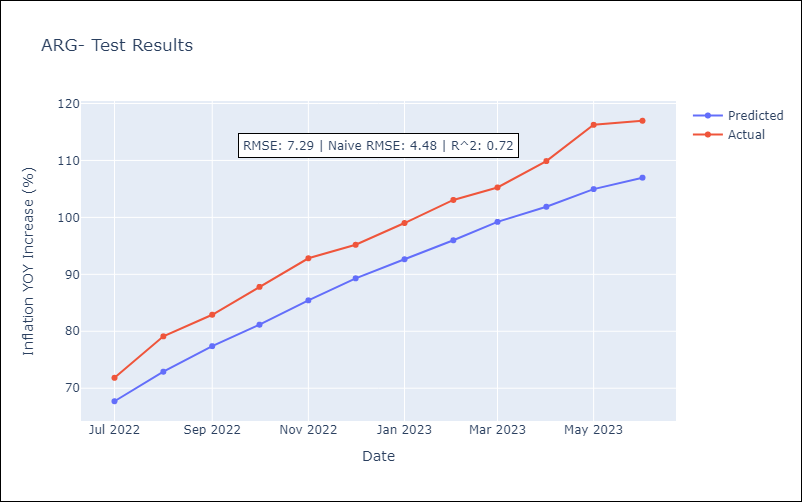 ARG- Test Results
Predicted
Actual
RMSE: 7.29 | Naive RMSE: 4.48 | R^2: 0.72
Inflation YOY Increase (%)
120
110
100
90
80
70
Jul 2022 Sep 2022 Nov 2022 Jan 2023 Mar 2023 May 2023
Date